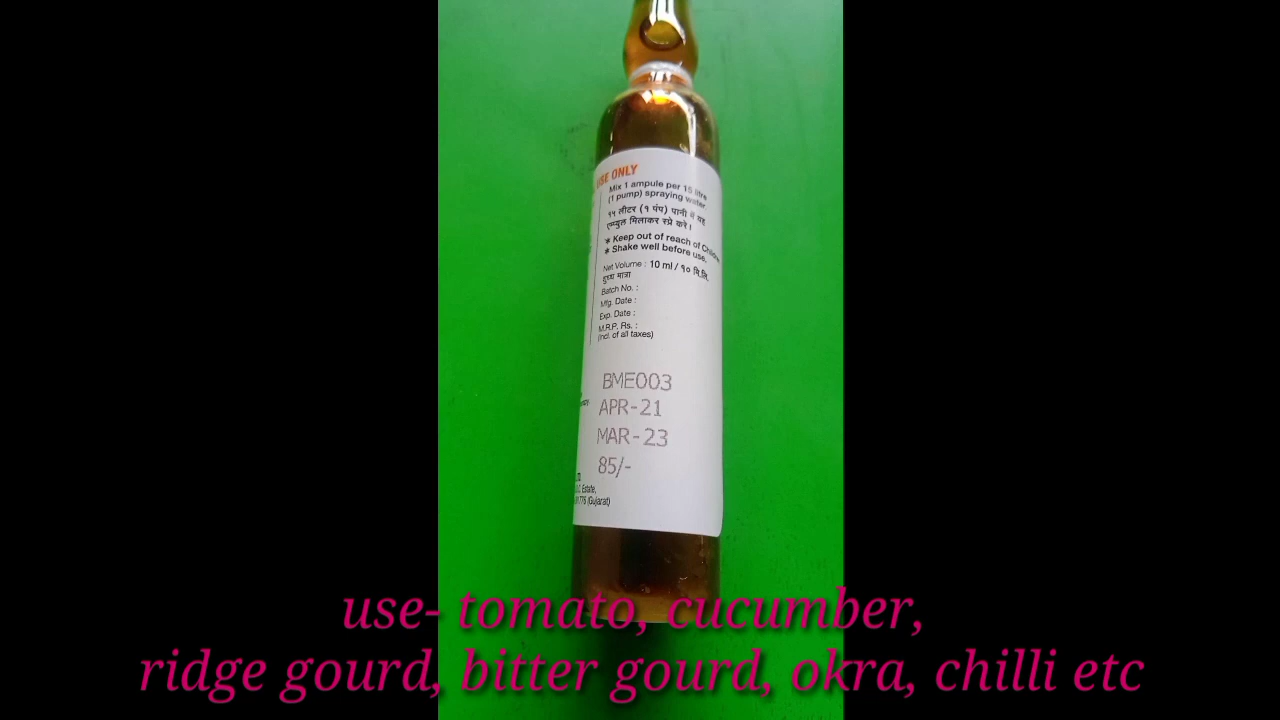 USE ONLY
Mix 1 ampule per 15 litre
(1 pump) spraying water
१५ लीटर (१ पंप) पानी में यह
एम्प्युल मिलाकर स्प्रे करें।
* Keep out of reach of
* Shake well before use.
Net Volume : 10 ml / १० मि.लि.
मात्रा
Batch No. :
Mfg. Date :
Exp. Date :
M.R.P. Rs. :
(incl. of all taxes)
BME003
APR-21
MAR-23
85/-
Estate,
(Gujarat)
use- tomato, cucumber,
ridge gourd, bitter gourd, okra, chilli etc